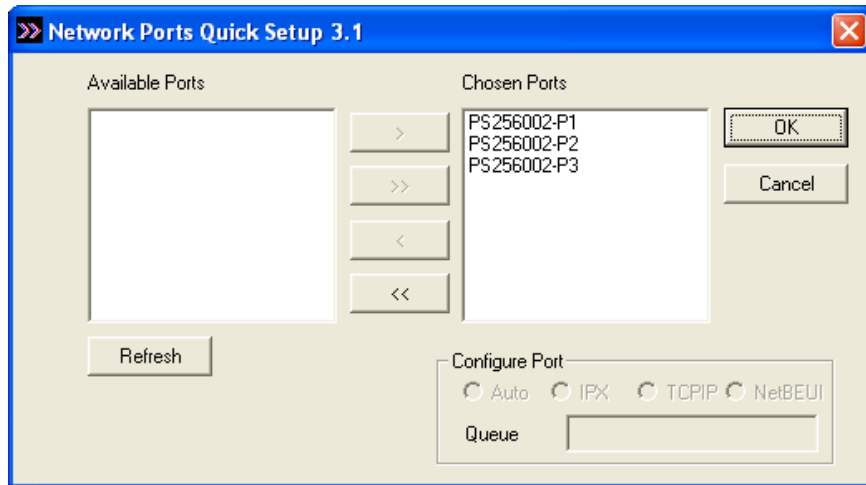 Network Ports Quick Setup 3.1
Available Ports
Chosen Ports
PS256002-P1
PS256002-P2
PS256002-P3
>
>>
<
<<
OK
Cancel
Refresh
Configure Port
Auto IPX TCPIP NetBEUI
Queue